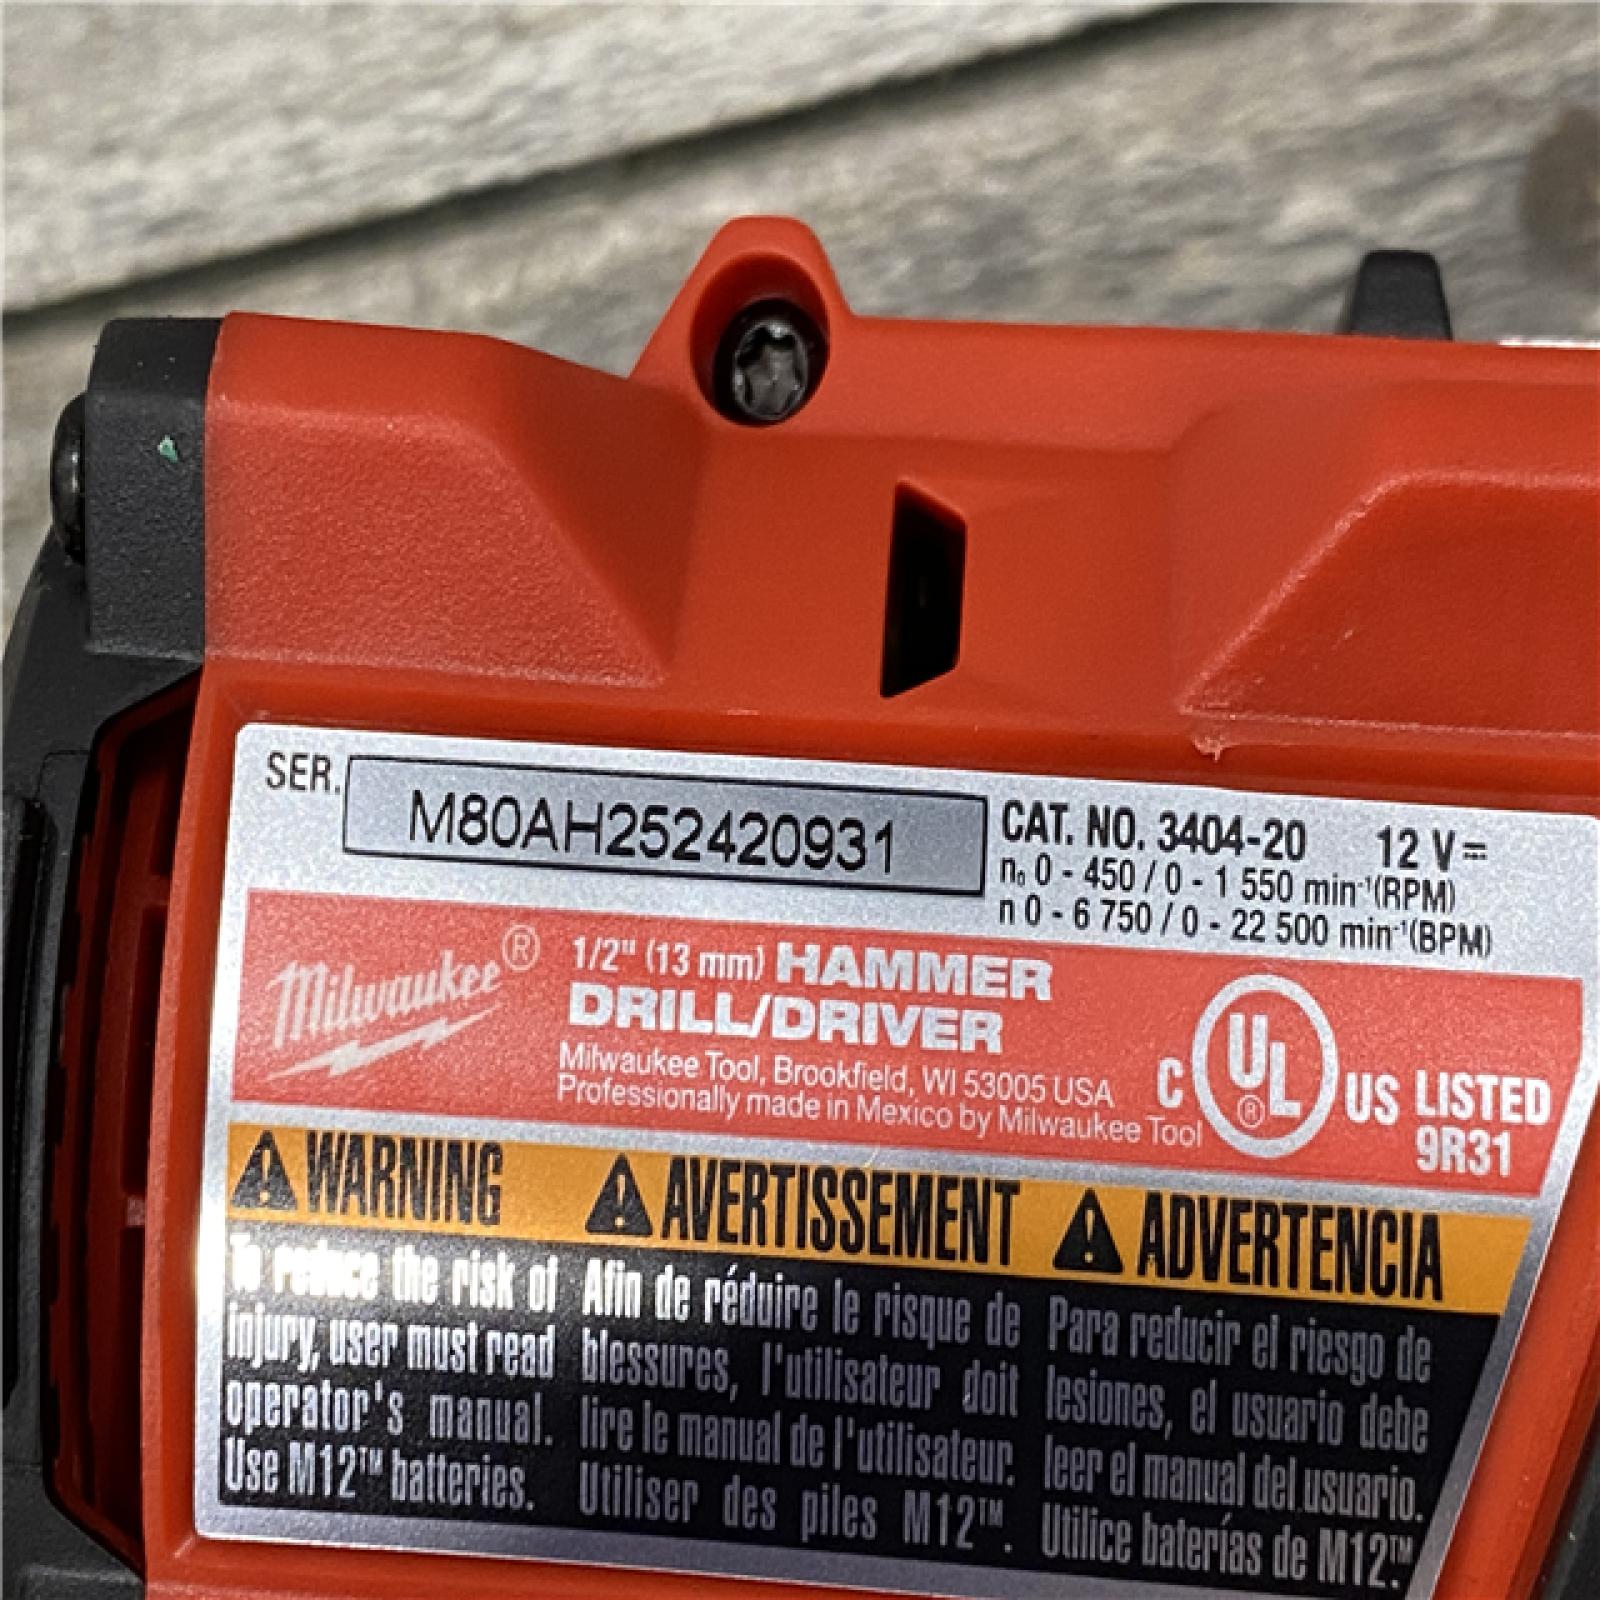 SER. M80AH252420931
CAT. NO. 3404-20 12 V⎓
n₀ 0 - 450 / 0 - 1 550 min⁻¹(RPM)
n 0 - 6 750 / 0 - 22 500 min⁻¹(BPM)
Milwaukee®
1/2" (13 mm) HAMMER
DRILL/DRIVER
Milwaukee Tool, Brookfield, WI 53005 USA
Professionally made in Mexico by Milwaukee Tool
C UL® US LISTED
9R31
WARNING
To reduce the risk of
injury, user must read
operator's manual.
Use M12™ batteries.
AVERTISSEMENT
Afin de réduire le risque de
blessures, l'utilisateur doit
lire le manual de l'utilisateur.
Utiliser des piles M12™.
ADVERTENCIA
Para reducir el riesgo de
lesiones, el usuario debe
leer el manual del usuario.
Utilice baterías de M12™.